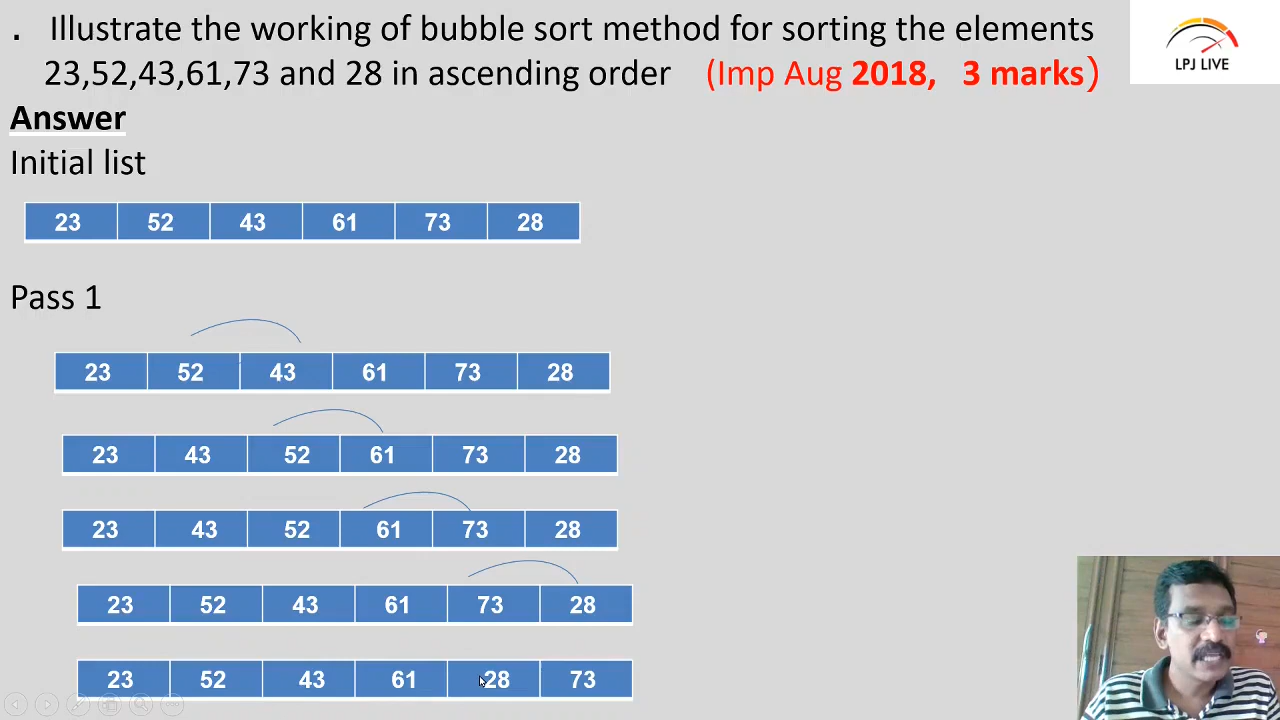 . Illustrate the working of bubble sort method for sorting the elements
23,52,43,61,73 and 28 in ascending order (Imp Aug 2018, 3 marks)
LPJ LIVE
Answer
Initial list
23 52 43 61 73 28
Pass 1
23 52 43 61 73 28
23 43 52 61 73 28
23 43 52 61 73 28
23 52 43 61 73 28
23 52 43 61 28 73